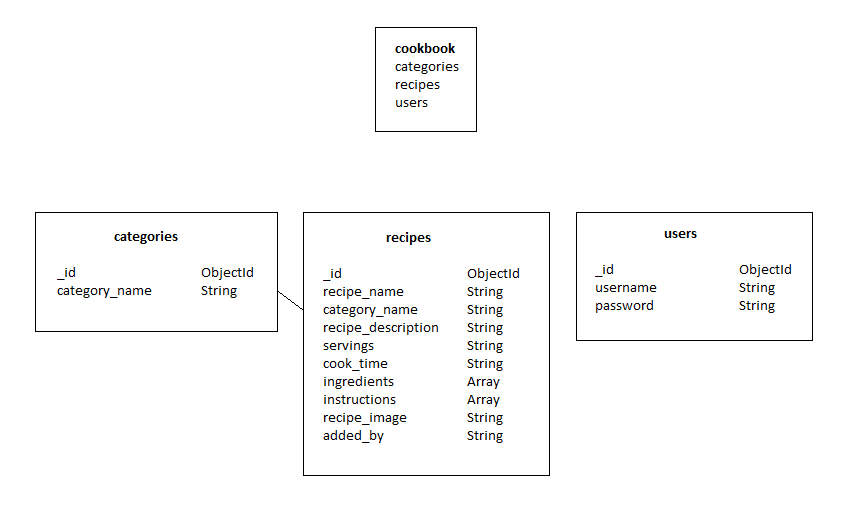 cookbook
categories
recipes
users
categories
_id ObjectId
category_name String
recipes
_id ObjectId
recipe_name String
category_name String
recipe_description String
servings String
cook_time String
ingredients Array
instructions Array
recipe_image String
added_by String
users
_id ObjectId
username String
password String